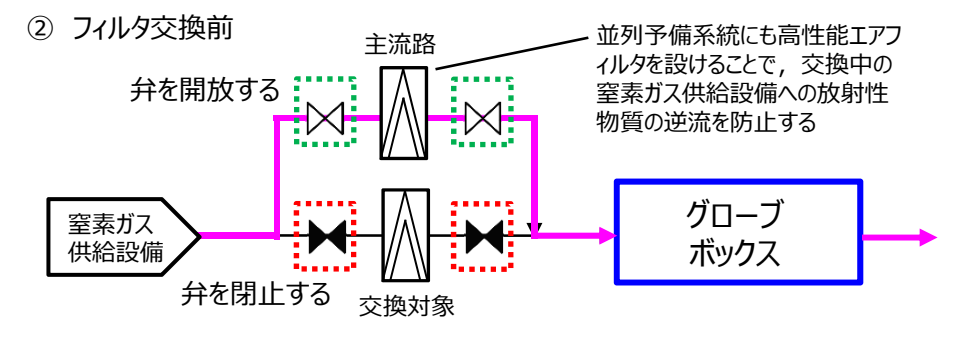 ② フィルタ交換前
主流路
並列予備系統にも高性能エアフ
ィルタを設けることで，交換中の
窒素ガス供給設備への放射性
物質の逆流を防止する
弁を開放する
窒素ガス
供給設備
グローブ
ボックス
弁を閉止する
交換対象